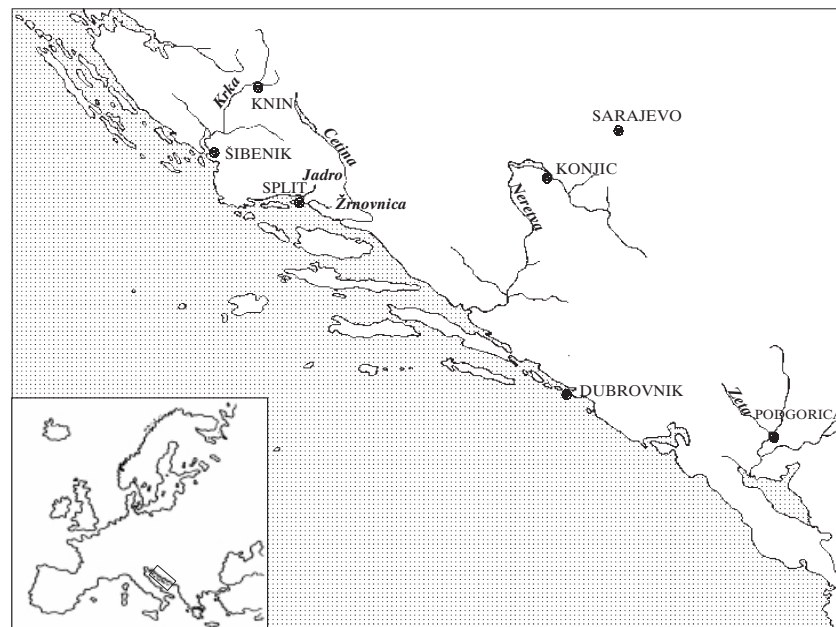 Krka
KNIN
SARAJEVO
Cetina
ŠIBENIK
Jadro
KONJIC
SPLIT
Žrnovnica
Neretva
DUBROVNIK
Zeta
PODGORICA